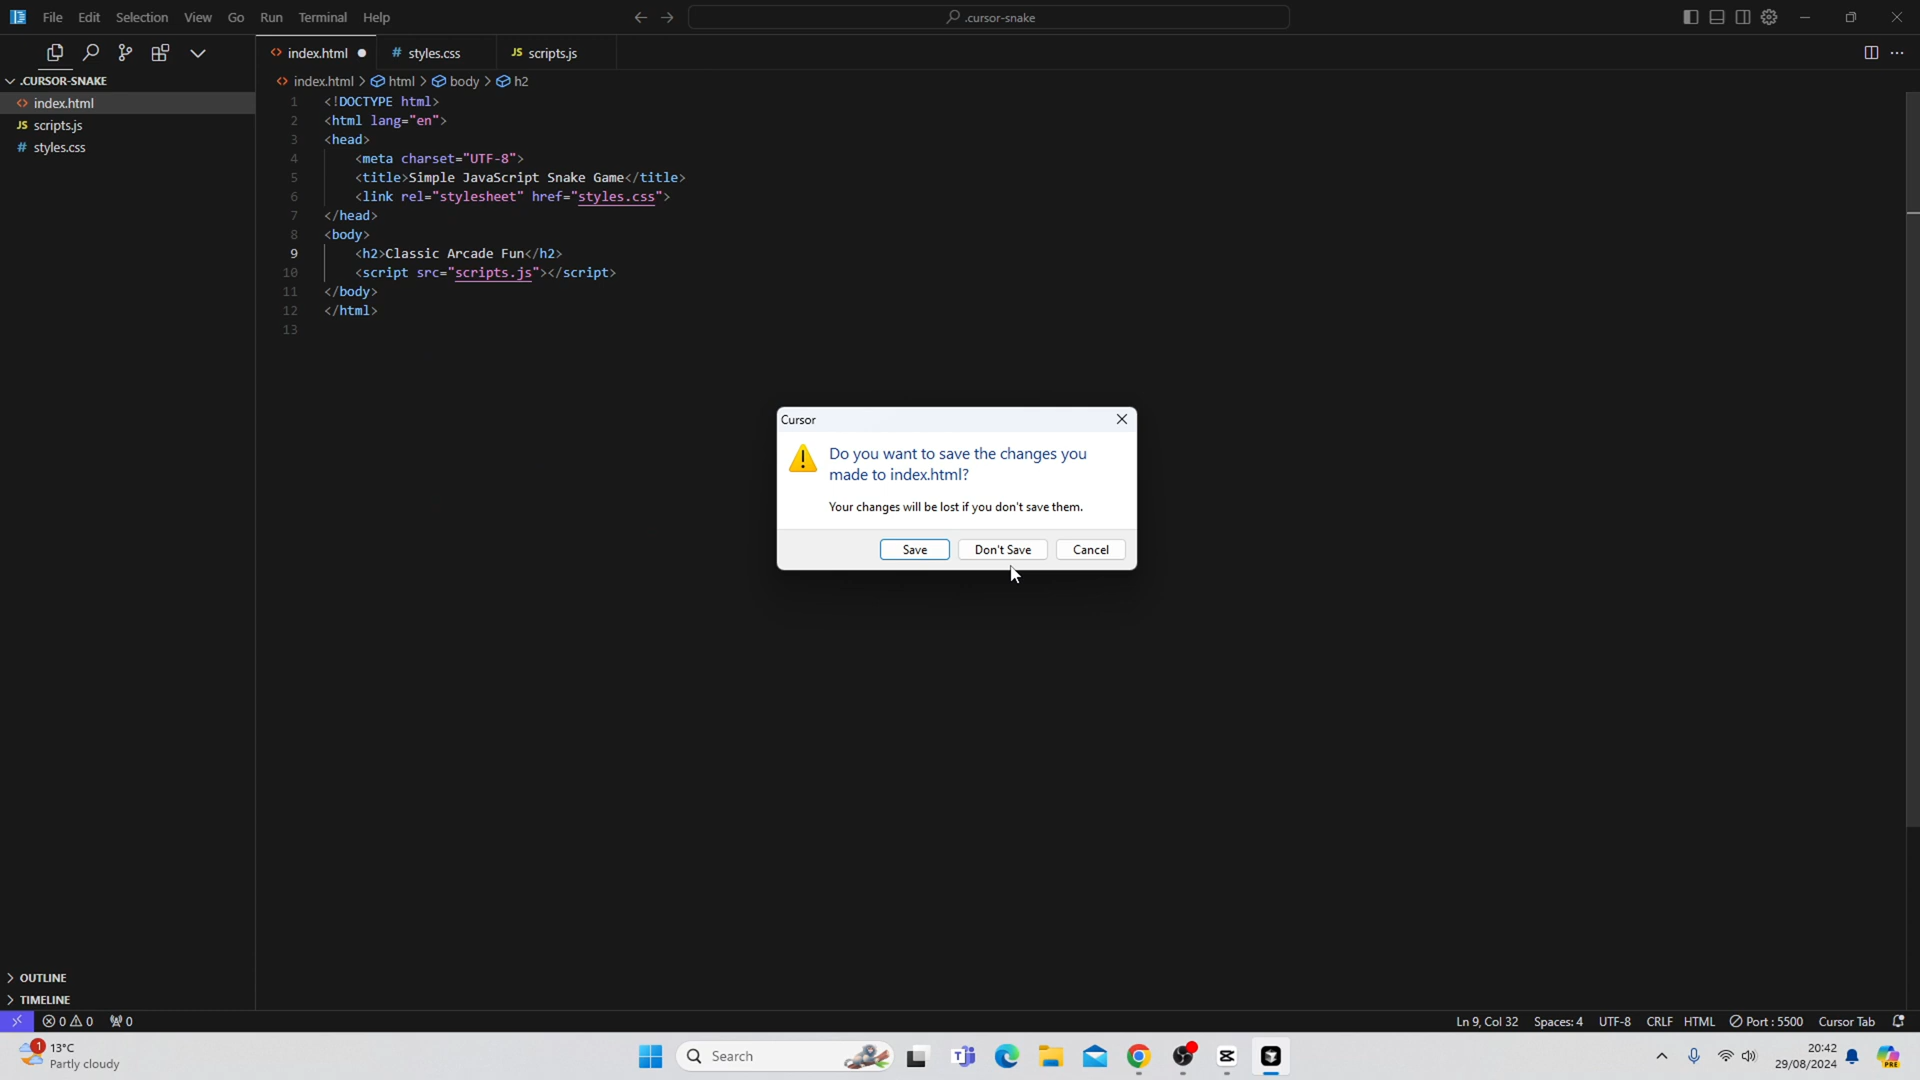 File Edit Selection View Go Run Terminal Help
.cursor-snake
index.html
# styles.css
JS scripts.js
.CURSOR-SNAKE
<> index.html
JS scripts.js
# styles.css
<> index.html > html > body > h2
1 <!DOCTYPE html>
2 <html lang="en">
3 <head>
4 <meta charset="UTF-8">
5 <title>Simple JavaScript Snake Game</title>
6 <link rel="stylesheet" href="styles.css">
7 </head>
8 <body>
9 <h2>Classic Arcade Fun</h2>
10 <script src="scripts.js"></script>
11 </body>
12 </html>
13
Cursor
Do you want to save the changes you
made to index.html?
Your changes will be lost if you don't save them.
Save Don't Save Cancel
OUTLINE
TIMELINE
0 0 0
Ln 9, Col 32 Spaces: 4 UTF-8 CRLF HTML Port : 5500 Cursor Tab
1
13°C
Partly cloudy
Search
20:42
29/08/2024
PRE